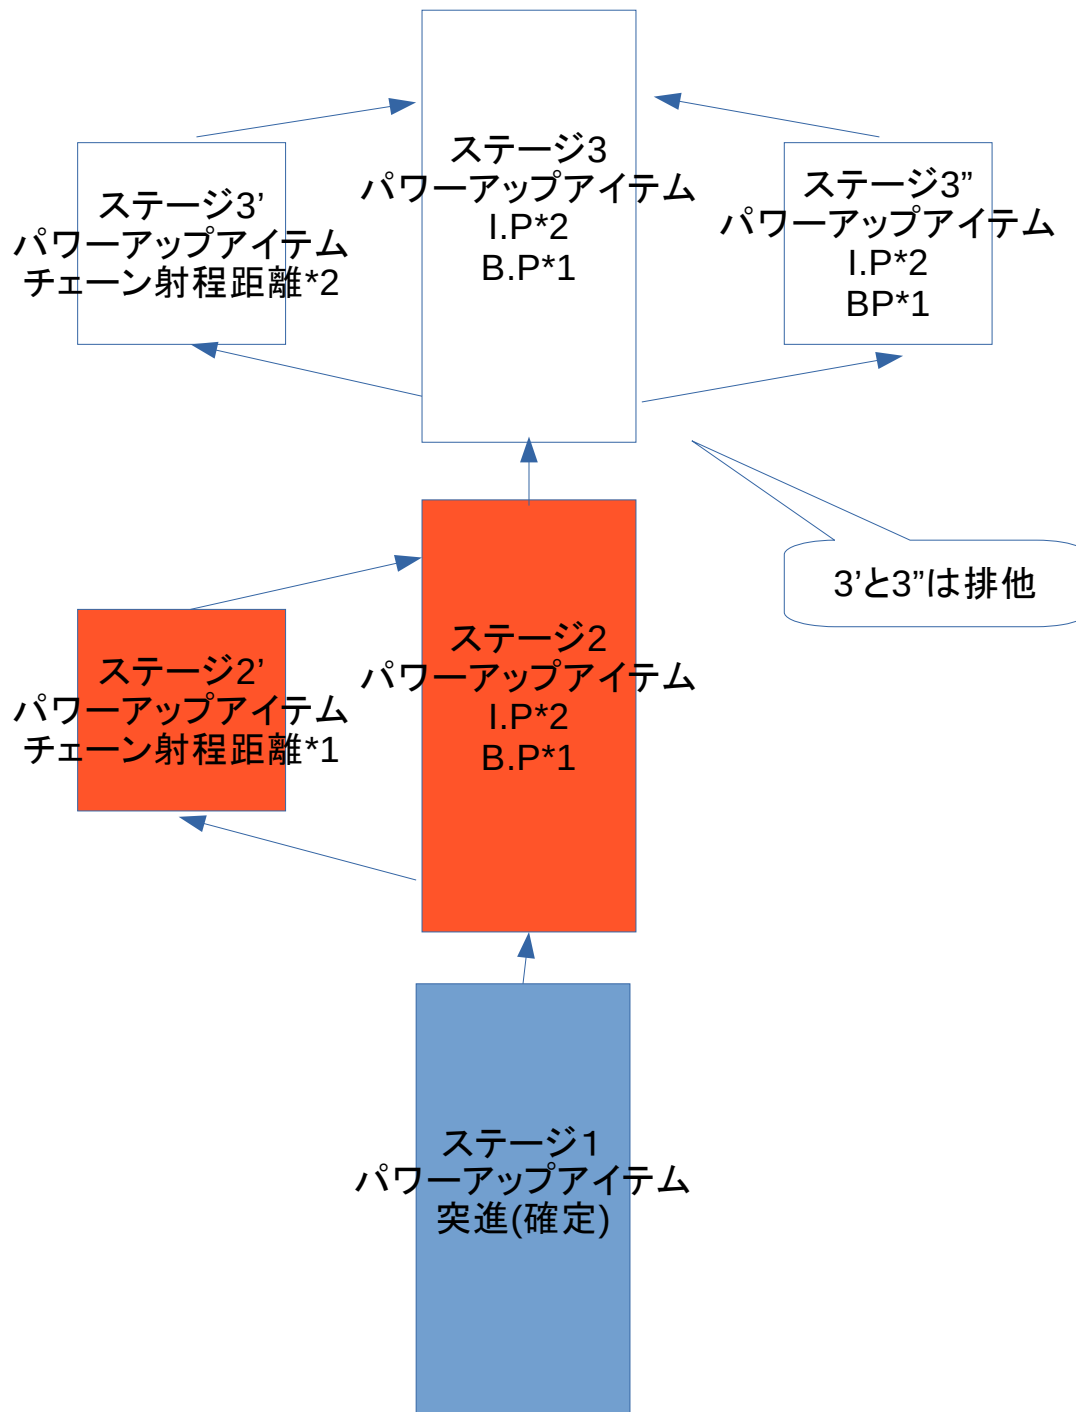 ステージ3
パワーアップアイテム
I.P*2
B.P*1
ステージ3’
パワーアップアイテム
チェーン射程距離*2
ステージ3”
パワーアップアイテム
I.P*2
BP*1
3’と3”は排他
ステージ2
パワーアップアイテム
I.P*2
B.P*1
ステージ2’
パワーアップアイテム
チェーン射程距離*1
ステージ１
パワーアップアイテム
突進(確定)